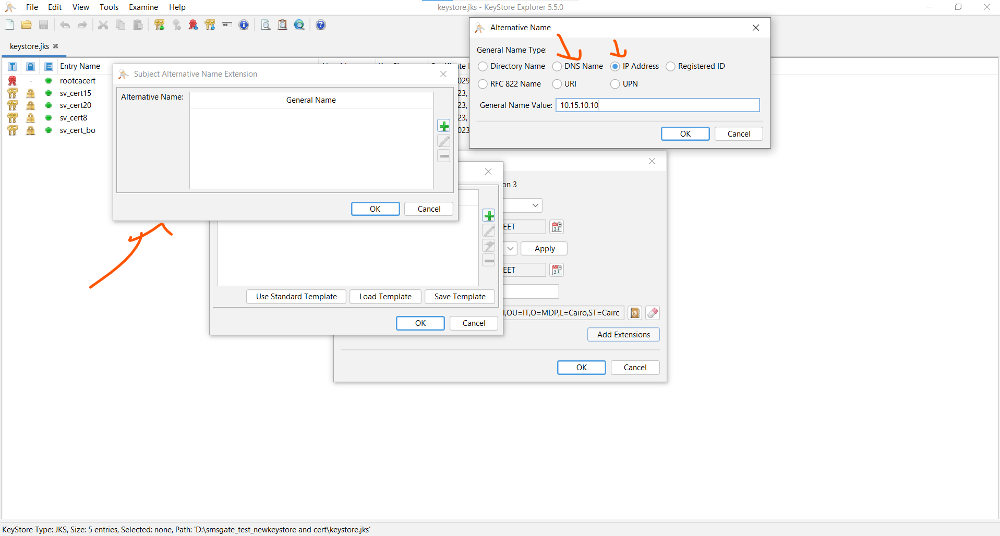 File Edit View Tools Examine Help
keystore.jks - KeyStore Explorer 5.5.0
keystore.jks
T E Entry Name
rootcacert
sv_cert15
sv_cert20
sv_cert8
sv_cert_bo
029
23,
23,
23,
023
Subject Alternative Name Extension
Alternative Name:
General Name
OK Cancel
Alternative Name
General Name Type:
Directory Name DNS Name IP Address Registered ID
RFC 822 Name URI UPN
General Name Value: 10.15.10.10
OK Cancel
Use Standard Template Load Template Save Template
OK Cancel
on 3
EET
Apply
EET
,OU=IT,O=MDP,L=Cairo,ST=Cairo
Add Extensions
OK Cancel
KeyStore Type: JKS, Size: 5 entries, Selected: none, Path: 'D:\smsgate_test_newkeystore and cert\keystore.jks'